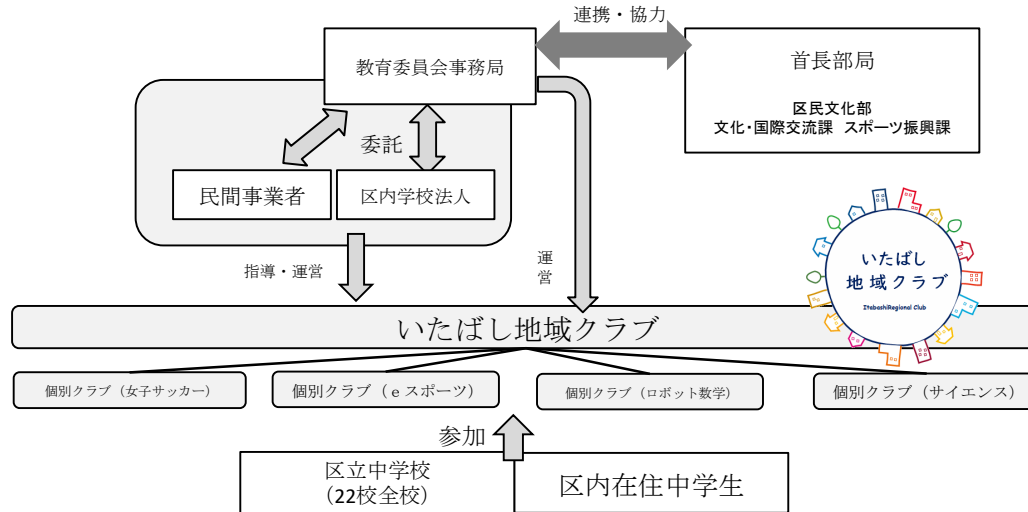 連携・協力
教育委員会事務局
首長部局
区民文化部
文化・国際交流課 スポーツ振興課
委託
民間事業者
区内学校法人
指導・運営
運営
いたばし
地域クラブ
ItabashiRegional Club
いたばし地域クラブ
個別クラブ（女子サッカー）
個別クラブ（ｅスポーツ）
個別クラブ（ロボット数学）
個別クラブ（サイエンス）
参加
区立中学校
（22校全校）
区内在住中学生